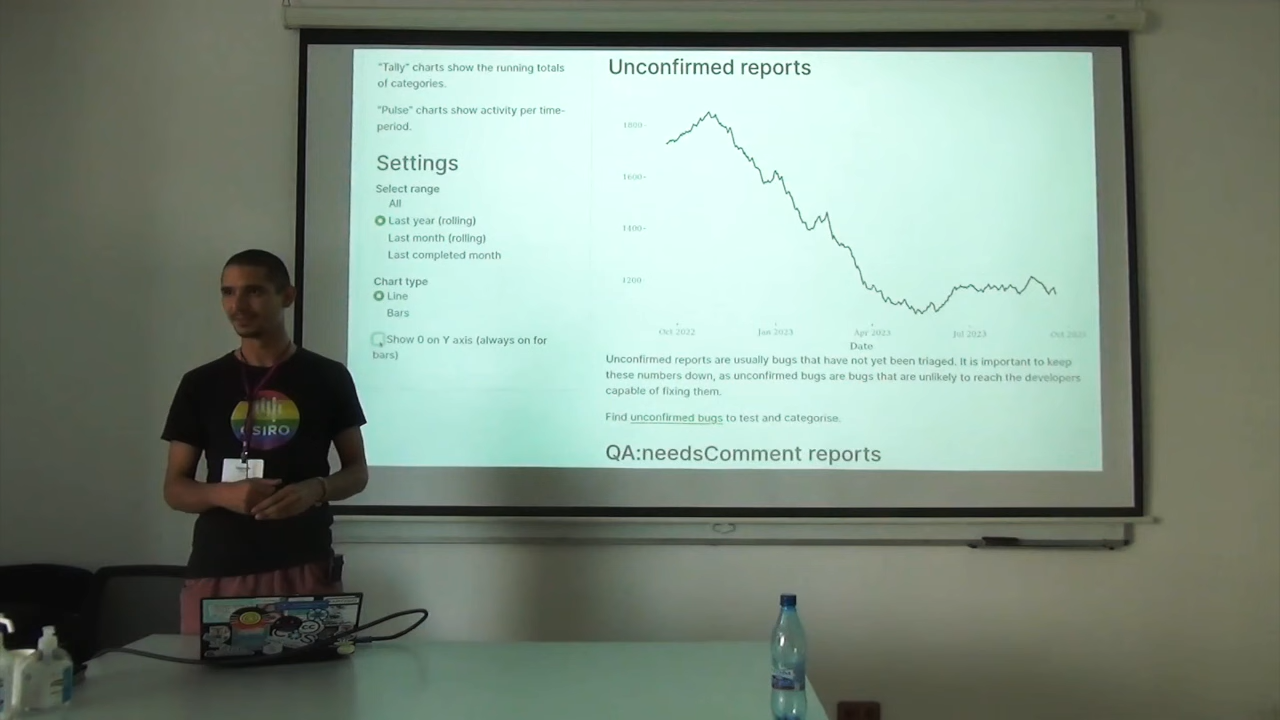 "Tally" charts show the running totals
of categories.
"Pulse" charts show activity per time-
period.
Settings
Select range
All
Last year (rolling)
Last month (rolling)
Last completed month
Chart type
Line
Bars
Show 0 on Y axis (always on for
bars)
Unconfirmed reports
1800
1600
1400
1200
Oct 2022
Jan 2023
Apr 2023
Jul 2023
Oct 2023
Date
Unconfirmed reports are usually bugs that have not yet been triaged. It is important to keep
these numbers down, as unconfirmed bugs are bugs that are unlikely to reach the developers
capable of fixing them.
Find unconfirmed bugs to test and categorise.
QA:needsComment reports
CSIRO